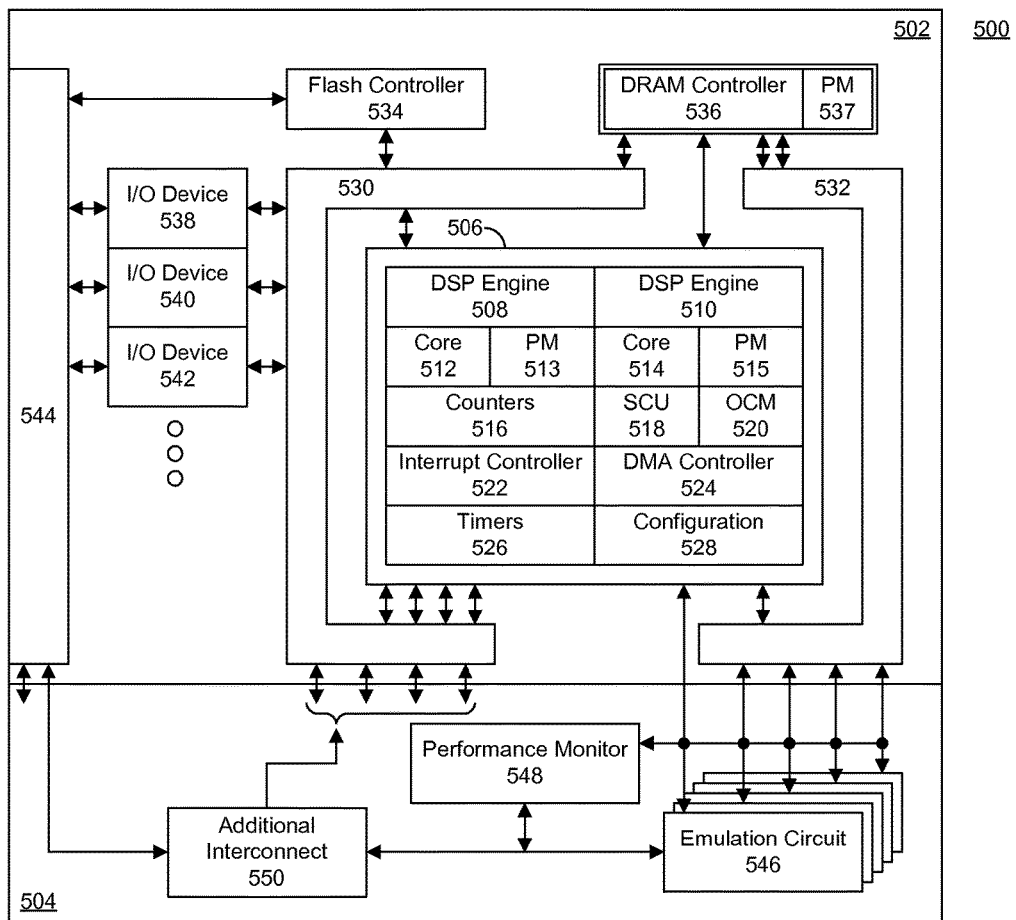 502
500
Flash Controller
534
DRAM Controller
536
PM
537
I/O Device
538
530
532
506
I/O Device
540
DSP Engine
508
DSP Engine
510
I/O Device
542
Core
512
PM
513
Core
514
PM
515
544
Counters
516
SCU
518
OCM
520
Interrupt Controller
522
DMA Controller
524
Timers
526
Configuration
528
Performance Monitor
548
Additional
Interconnect
550
Emulation Circuit
546
504